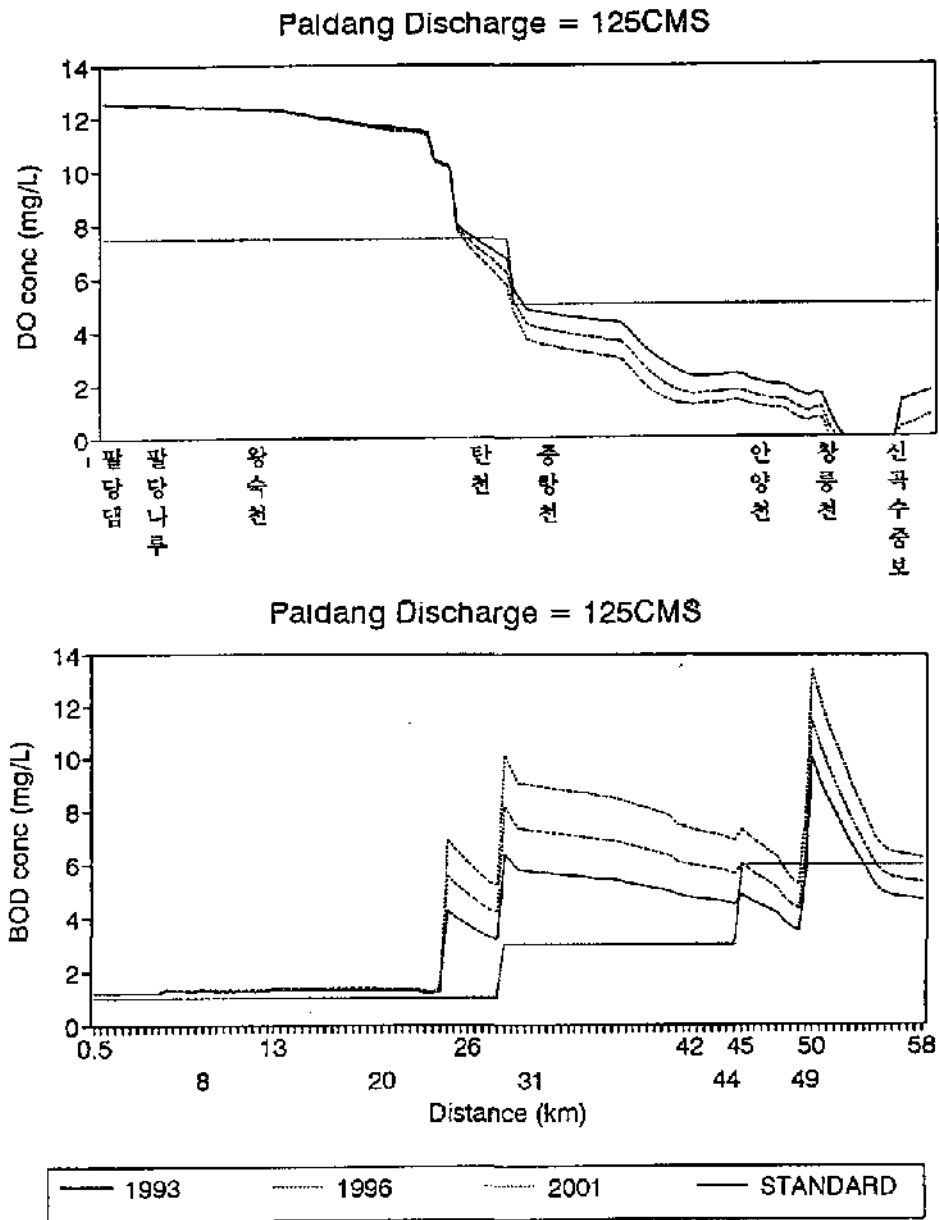 Paldang Discharge = 125CMS
14
12
10
8
6
4
2
0
DO conc (mg/L)
팔당댐
팔당나루
왕숙천
탄천
중랑천
안양천
창릉천
신곡수중보
Paldang Discharge = 125CMS
14
12
10
8
6
4
2
0
BOD conc (mg/L)
0.5 13 26 42 45 50 58
8 20 31 44 49
Distance (km)
1993 1996 2001 STANDARD